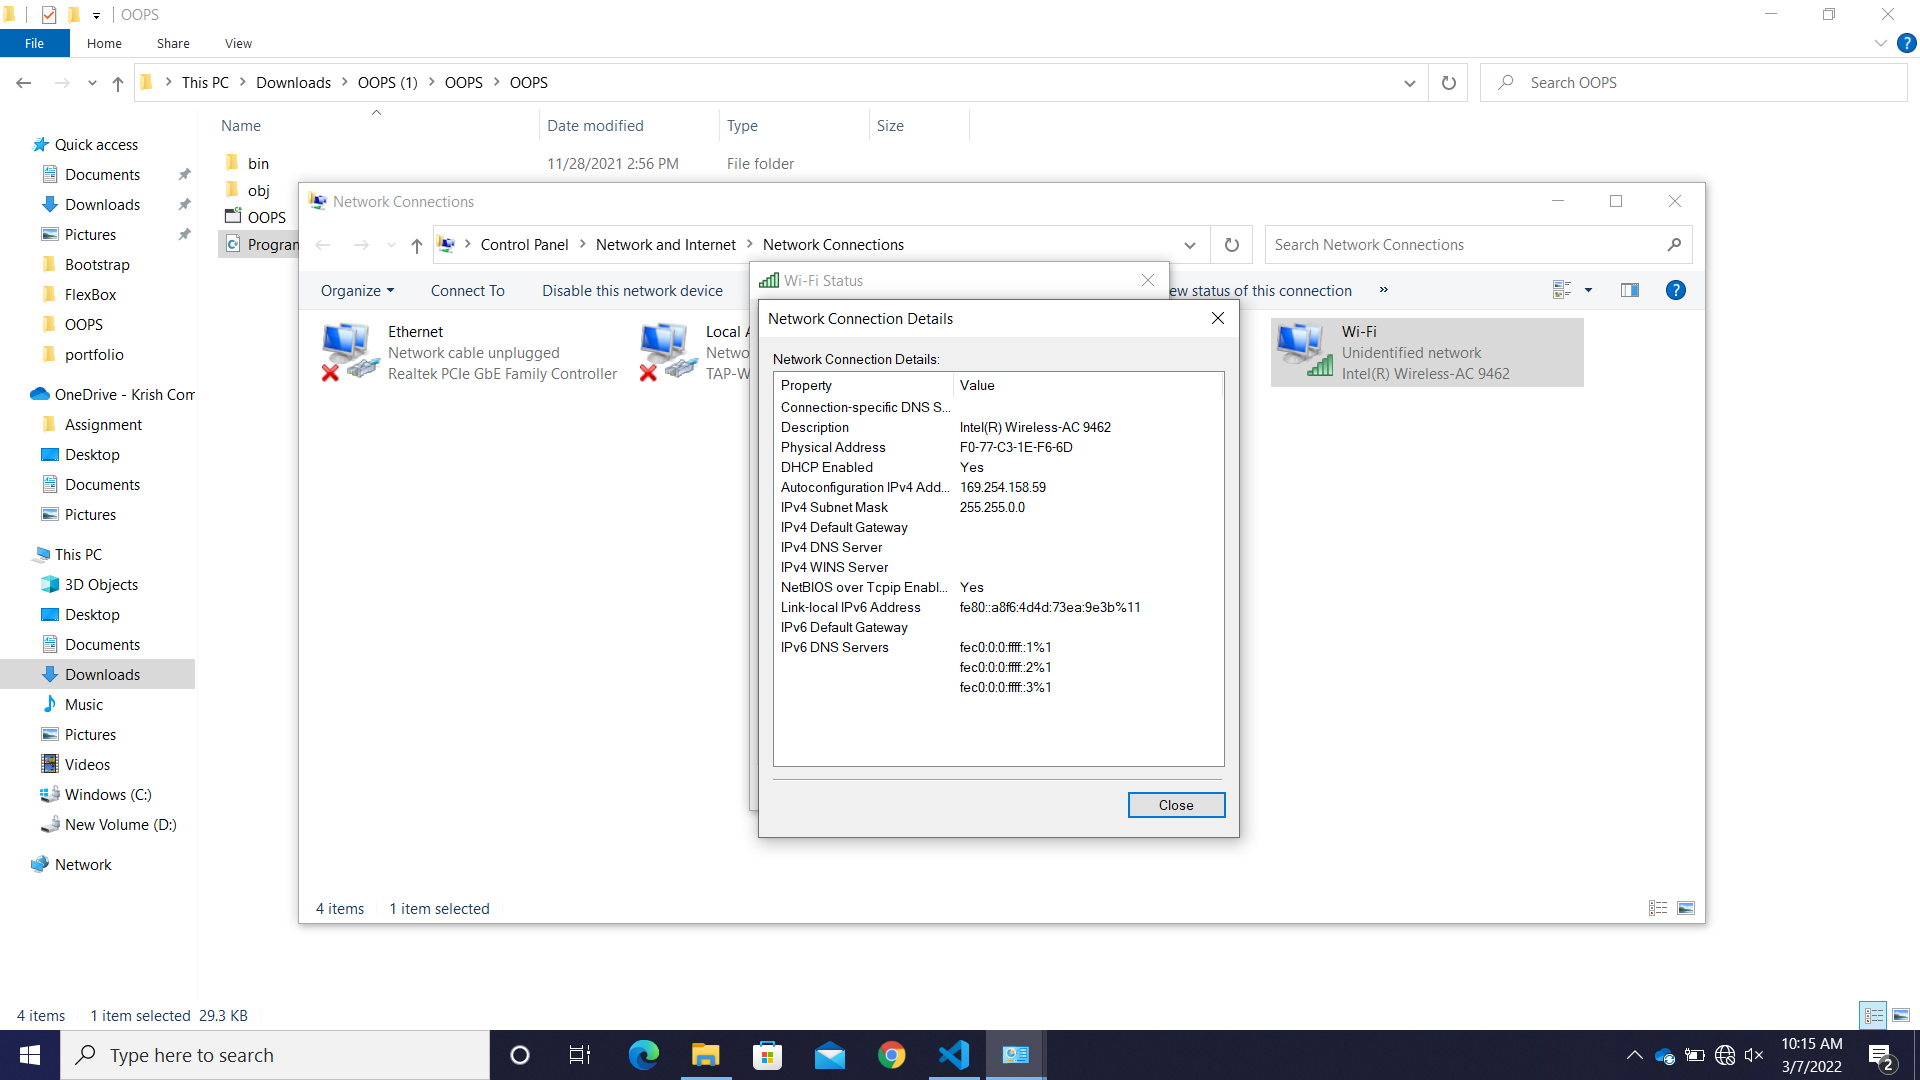 OOPS
File
Home
Share
View
This PC
Downloads
OOPS (1)
OOPS
OOPS
Search OOPS
Name
Date modified
Type
Size
bin
11/28/2021 2:56 PM
File folder
obj
OOPS
Program
Quick access
Documents
Downloads
Pictures
Bootstrap
FlexBox
OOPS
portfolio
OneDrive - Krish Com
Assignment
Desktop
Documents
Pictures
This PC
3D Objects
Desktop
Documents
Downloads
Music
Pictures
Videos
Windows (C:)
New Volume (D:)
Network
Network Connections
Control Panel
Network and Internet
Network Connections
Search Network Connections
Organize
Connect To
Disable this network device
ew status of this connection
»
Ethernet
Network cable unplugged
Realtek PCIe GbE Family Controller
Local A
Netwo
TAP-W
Wi-Fi
Unidentified network
Intel(R) Wireless-AC 9462
Wi-Fi Status
Network Connection Details
Network Connection Details:
Property Value
Connection-specific DNS S...
Description Intel(R) Wireless-AC 9462
Physical Address F0-77-C3-1E-F6-6D
DHCP Enabled Yes
Autoconfiguration IPv4 Add... 169.254.158.59
IPv4 Subnet Mask 255.255.0.0
IPv4 Default Gateway
IPv4 DNS Server
IPv4 WINS Server
NetBIOS over Tcpip Enabl... Yes
Link-local IPv6 Address fe80::a8f6:4d4d:73ea:9e3b%11
IPv6 Default Gateway
IPv6 DNS Servers fec0:0:0:ffff::1%1
fec0:0:0:ffff::2%1
fec0:0:0:ffff::3%1
Close
4 items 1 item selected
4 items 1 item selected 29.3 KB
Type here to search
10:15 AM
3/7/2022
2